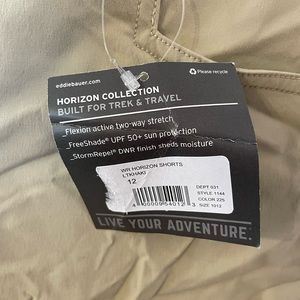 eddiebauer.com
Please recycle
HORIZON COLLECTION
BUILT FOR TREK & TRAVEL
Flexion active two-way stretch
FreeShade® UPF 50+ sun protection
StormRepel® DWR finish sheds moisture
WR HORIZON SHORTS
LTKHAKI
12
DEPT 031
STYLE 1144
COLOR 225
SIZE 1012
LIVE YOUR ADVENTURE.